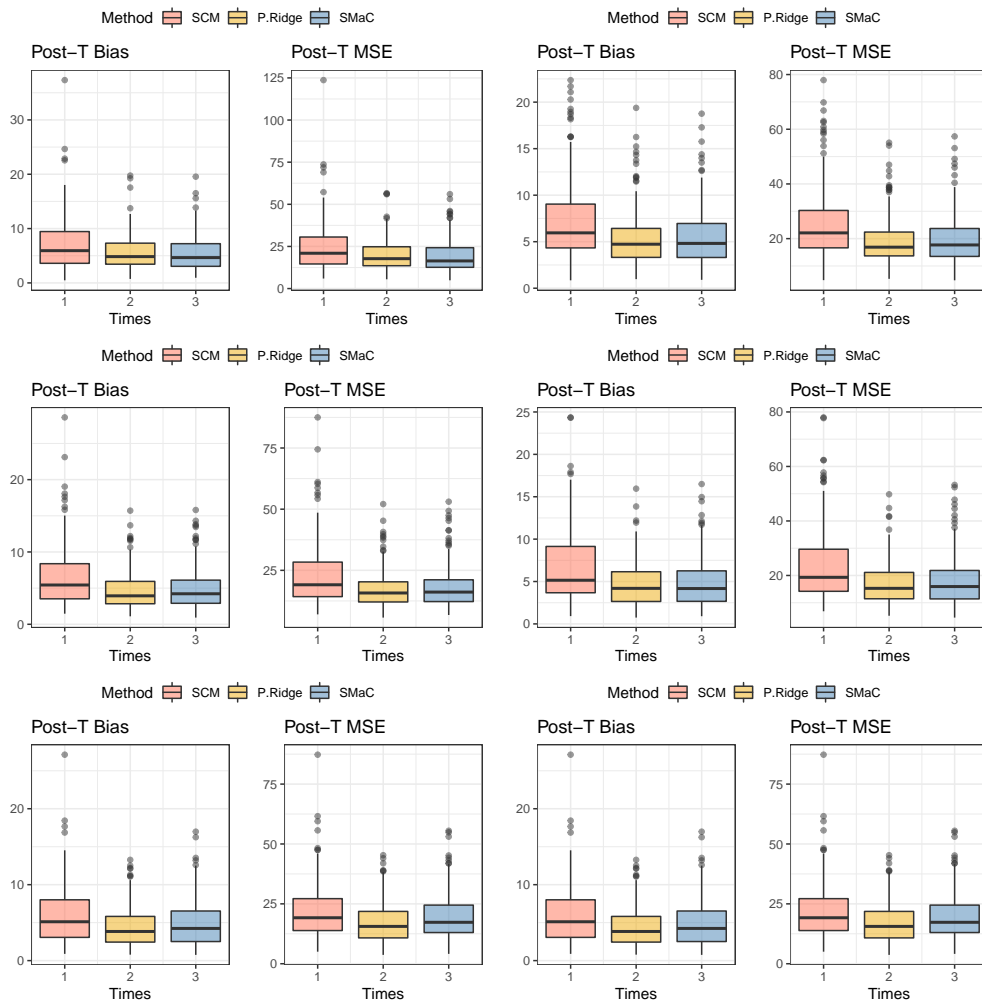 Method SCM P.Ridge SMaC
Method SCM P.Ridge SMaC
Post−T Bias
Post−T MSE
Post−T Bias
Post−T MSE
0
10
20
30
1
2
3
Times
0
25
50
75
100
125
1
2
3
Times
0
5
10
15
20
1
2
3
Times
20
40
60
80
1
2
3
Times
Method SCM P.Ridge SMaC
Method SCM P.Ridge SMaC
Post−T Bias
Post−T MSE
Post−T Bias
Post−T MSE
0
10
20
1
2
3
Times
25
50
75
1
2
3
Times
0
5
10
15
20
25
1
2
3
Times
20
40
60
80
1
2
3
Times
Method SCM P.Ridge SMaC
Method SCM P.Ridge SMaC
Post−T Bias
Post−T MSE
Post−T Bias
Post−T MSE
0
10
20
1
2
3
Times
0
25
50
75
1
2
3
Times
0
10
20
1
2
3
Times
0
25
50
75
1
2
3
Times